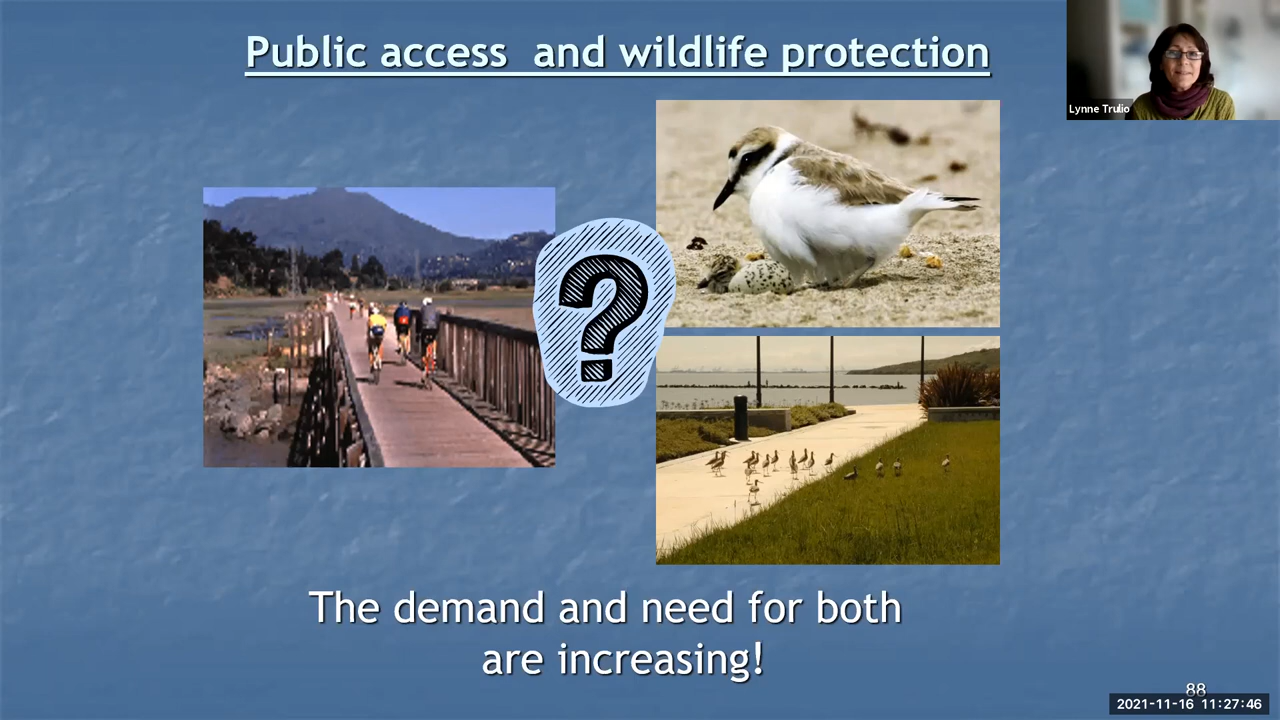 Public access  and wildlife protection
Lynne Trulio
?
The demand and need for both
are increasing!
88
2021-11-16 11:27:46